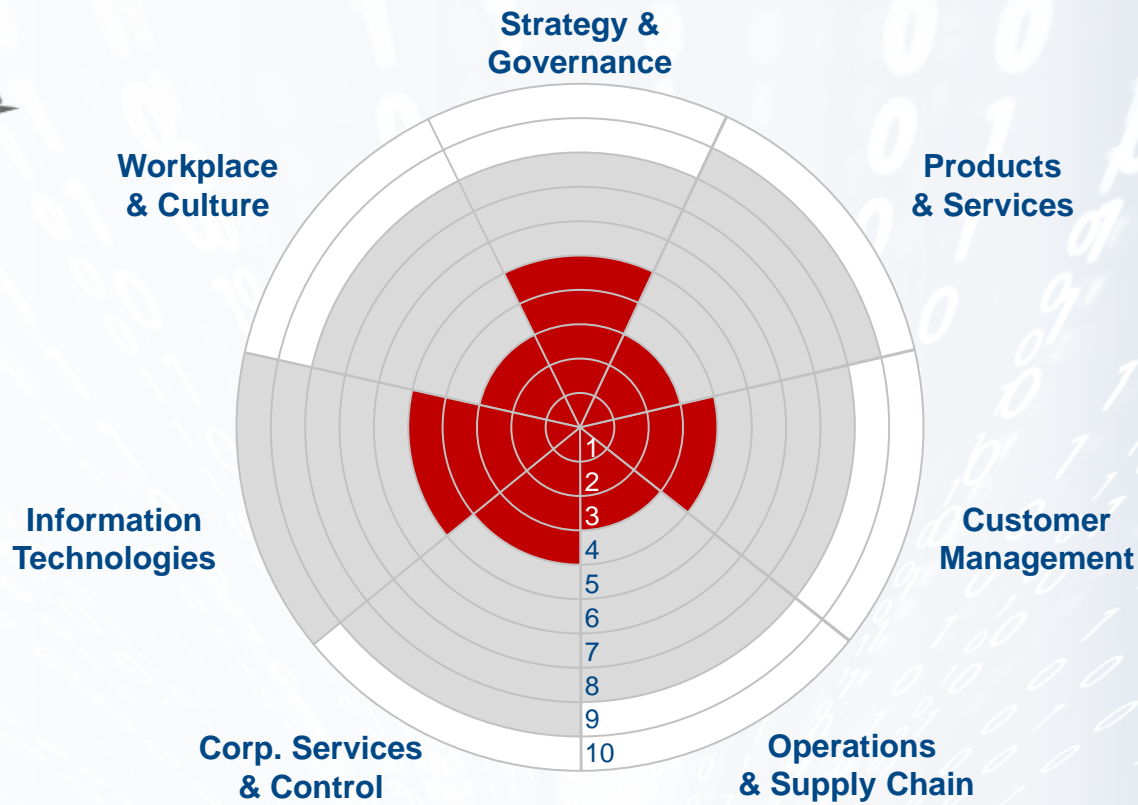 Strategy &
Governance
Workplace
& Culture
Products
& Services
1
2
3
4
5
6
7
8
9
10
Information
Technologies
Customer
Management
Corp. Services
& Control
Operations
& Supply Chain